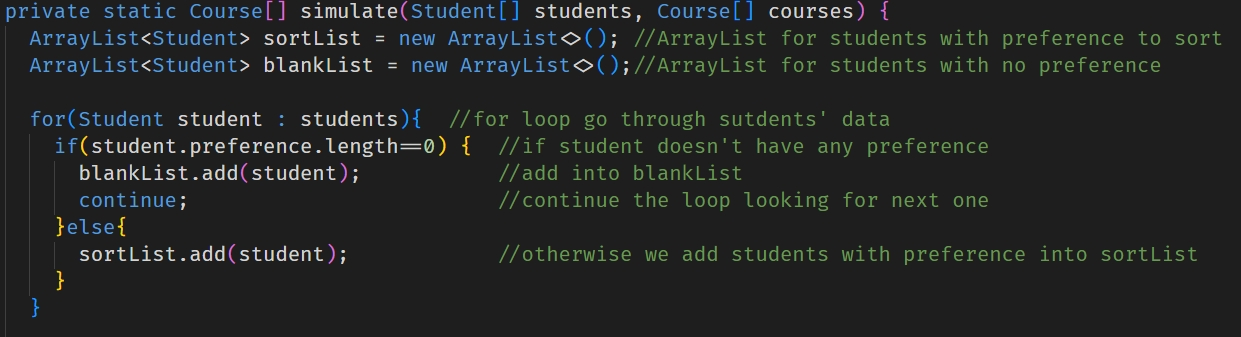 private static Course[] simulate(Student[] students, Course[] courses) {
ArrayList<Student> sortList = new ArrayList<>(); //ArrayList for students with preference to sort
ArrayList<Student> blankList = new ArrayList<>();//ArrayList for students with no preference
for(Student student : students){ //for loop go through sutdents' data
if(student.preference.length==0) { //if student doesn't have any preference
blankList.add(student); //add into blankList
continue; //continue the loop looking for next one
}else{
sortList.add(student); //otherwise we add students with preference into sortList
}
}